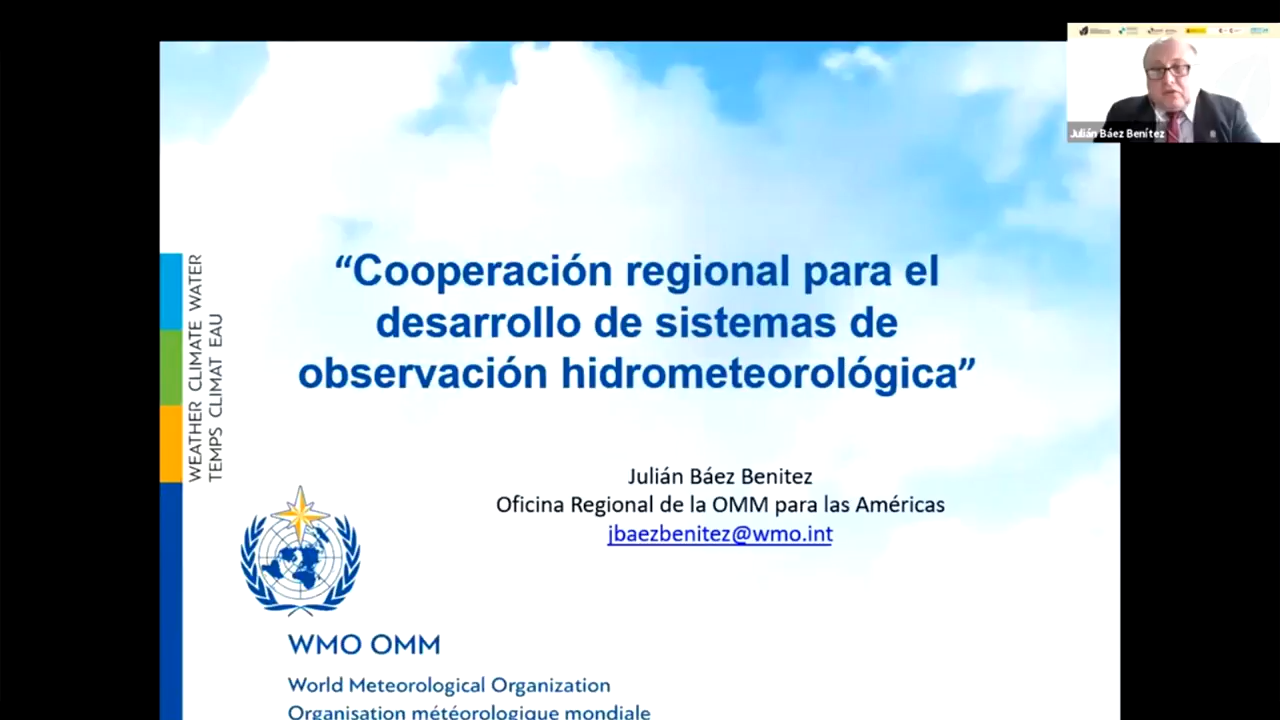 Julián Báez Benítez
“Cooperación regional para el
desarrollo de sistemas de
observación hidrometeorológica”
WEATHER CLIMATE WATER
TEMPS CLIMAT EAU
Julián Báez Benitez
Oficina Regional de la OMM para las Américas
jbaezbenitez@wmo.int
WMO OMM
World Meteorological Organization
Organisation météorologique mondiale